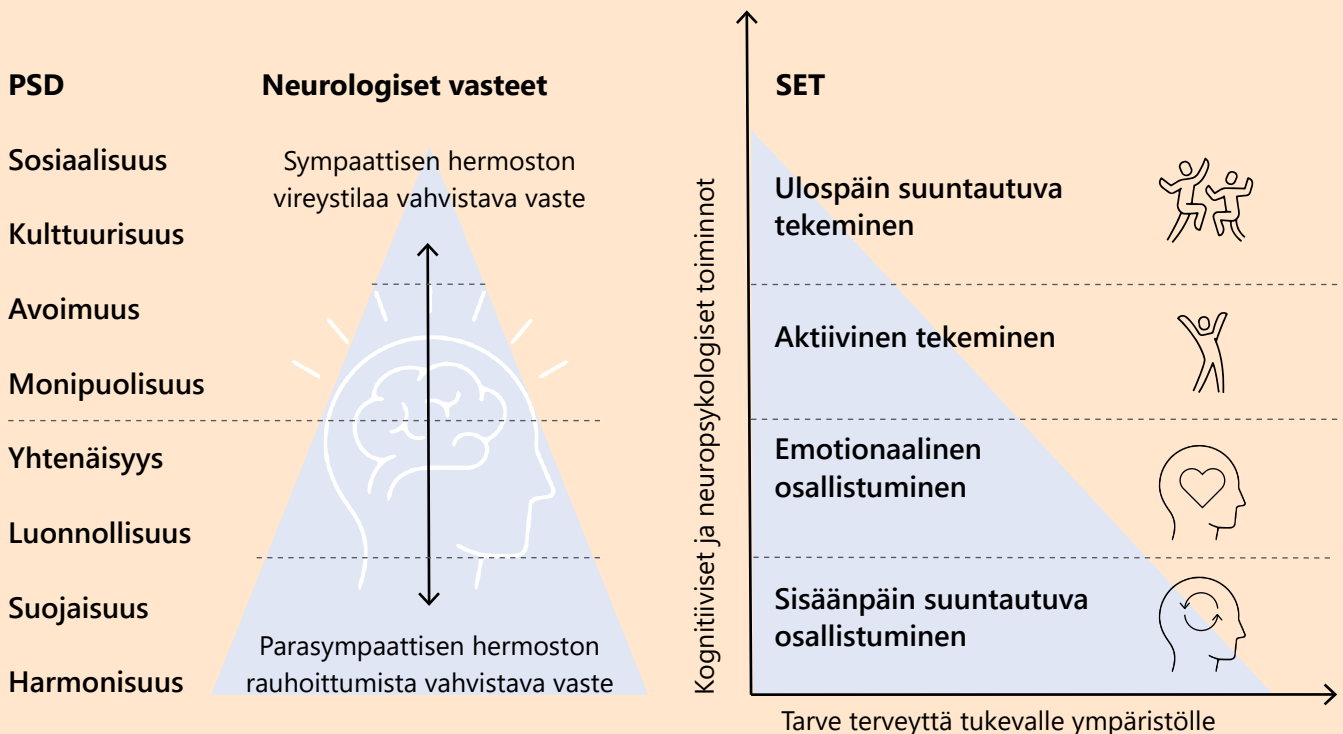 PSD
Sosiaalisuus
Kulttuurisuus
Avoimuus
Monipuolisuus
Yhtenäisyys
Luonnollisuus
Suojaisuus
Harmonisuus
Neurologiset vasteet
Sympaattisen hermoston
vireystilaa vahvistava vaste
Parasympaattisen hermoston
rauhoittumista vahvistava vaste
Kognitiiviset ja neuropsykologiset toiminnot
SET
Ulospäin suuntautuva
tekeminen
Aktiivinen tekeminen
Emotionaalinen
osallistuminen
Sisäänpäin suuntautuva
osallistuminen
Tarve terveyttä tukevalle ympäristölle